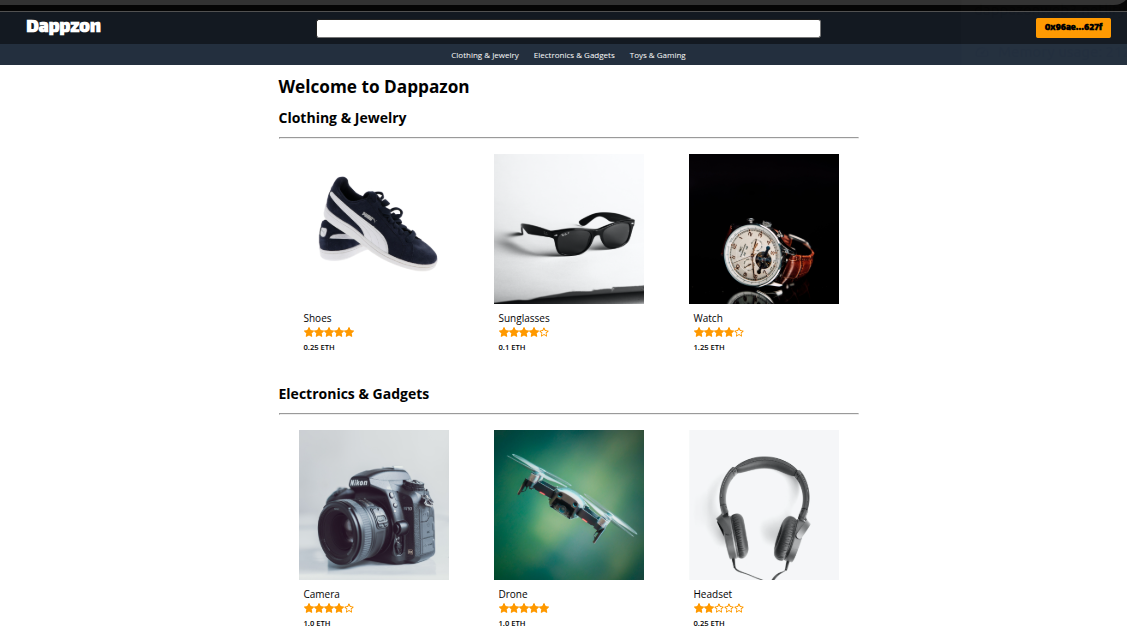 Dappzon
0x96ae...627f
Clothing & Jewelry Electronics & Gadgets Toys & Gaming
Welcome to Dappazon
Clothing & Jewelry
Shoes Sunglasses Watch
0.25 ETH 0.1 ETH 1.25 ETH
Electronics & Gadgets
Nikon
Camera Drone Headset
1.0 ETH 1.0 ETH 0.25 ETH